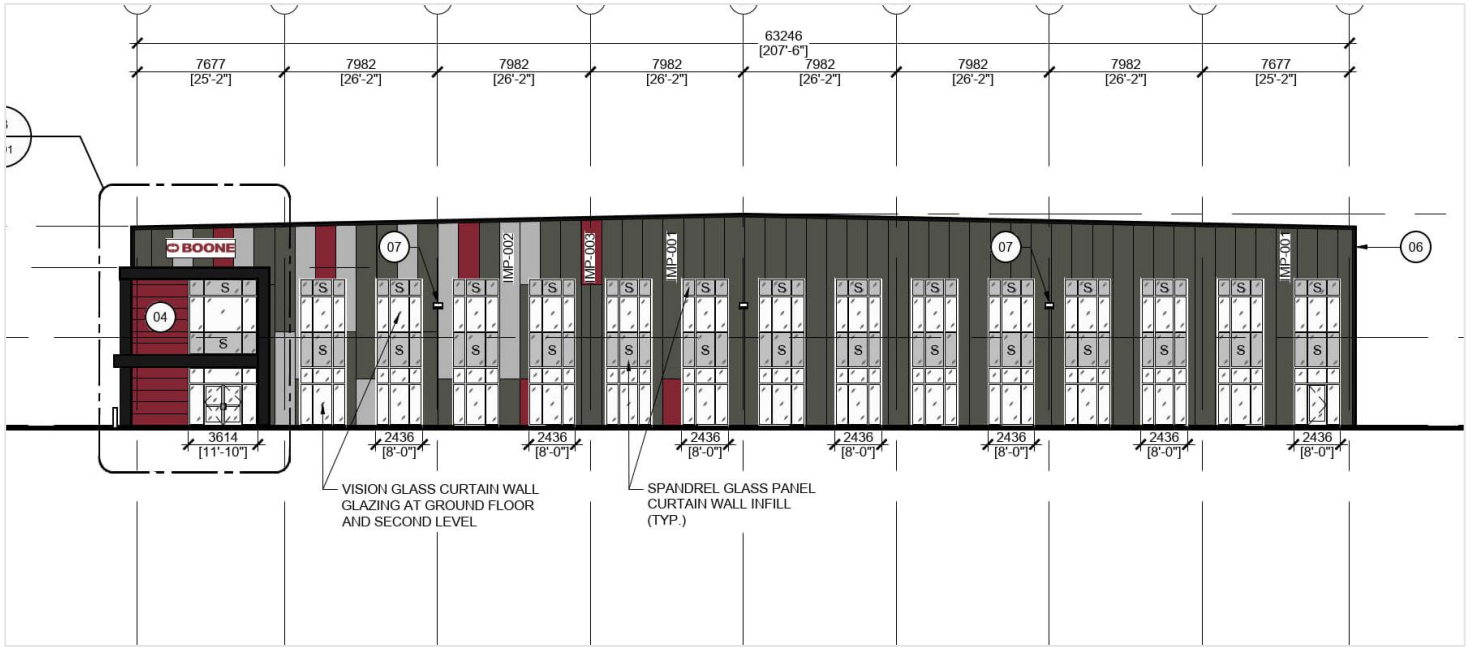 63246
[207'-6"]
7677
[25'-2"]
7982
[26'-2"]
7982
[26'-2"]
7982
[26'-2"]
7982
[26'-2"]
7982
[26'-2"]
7982
[26'-2"]
7677
[25'-2"]
BOONE
07
IMP-002
IMP-003
IMP-001
07
IMP-001
06
S S S S S S S S S S S S S S S
04
S
S S S S S S S S S S S S S S
3614
[11'-10"]
2436
[8'-0"]
2436
[8'-0"]
2436
[8'-0"]
2436
[8'-0"]
2436
[8'-0"]
2436
[8'-0"]
2436
[8'-0"]
VISION GLASS CURTAIN WALL
GLAZING AT GROUND FLOOR
AND SECOND LEVEL
SPANDREL GLASS PANEL
CURTAIN WALL INFILL
(TYP.)